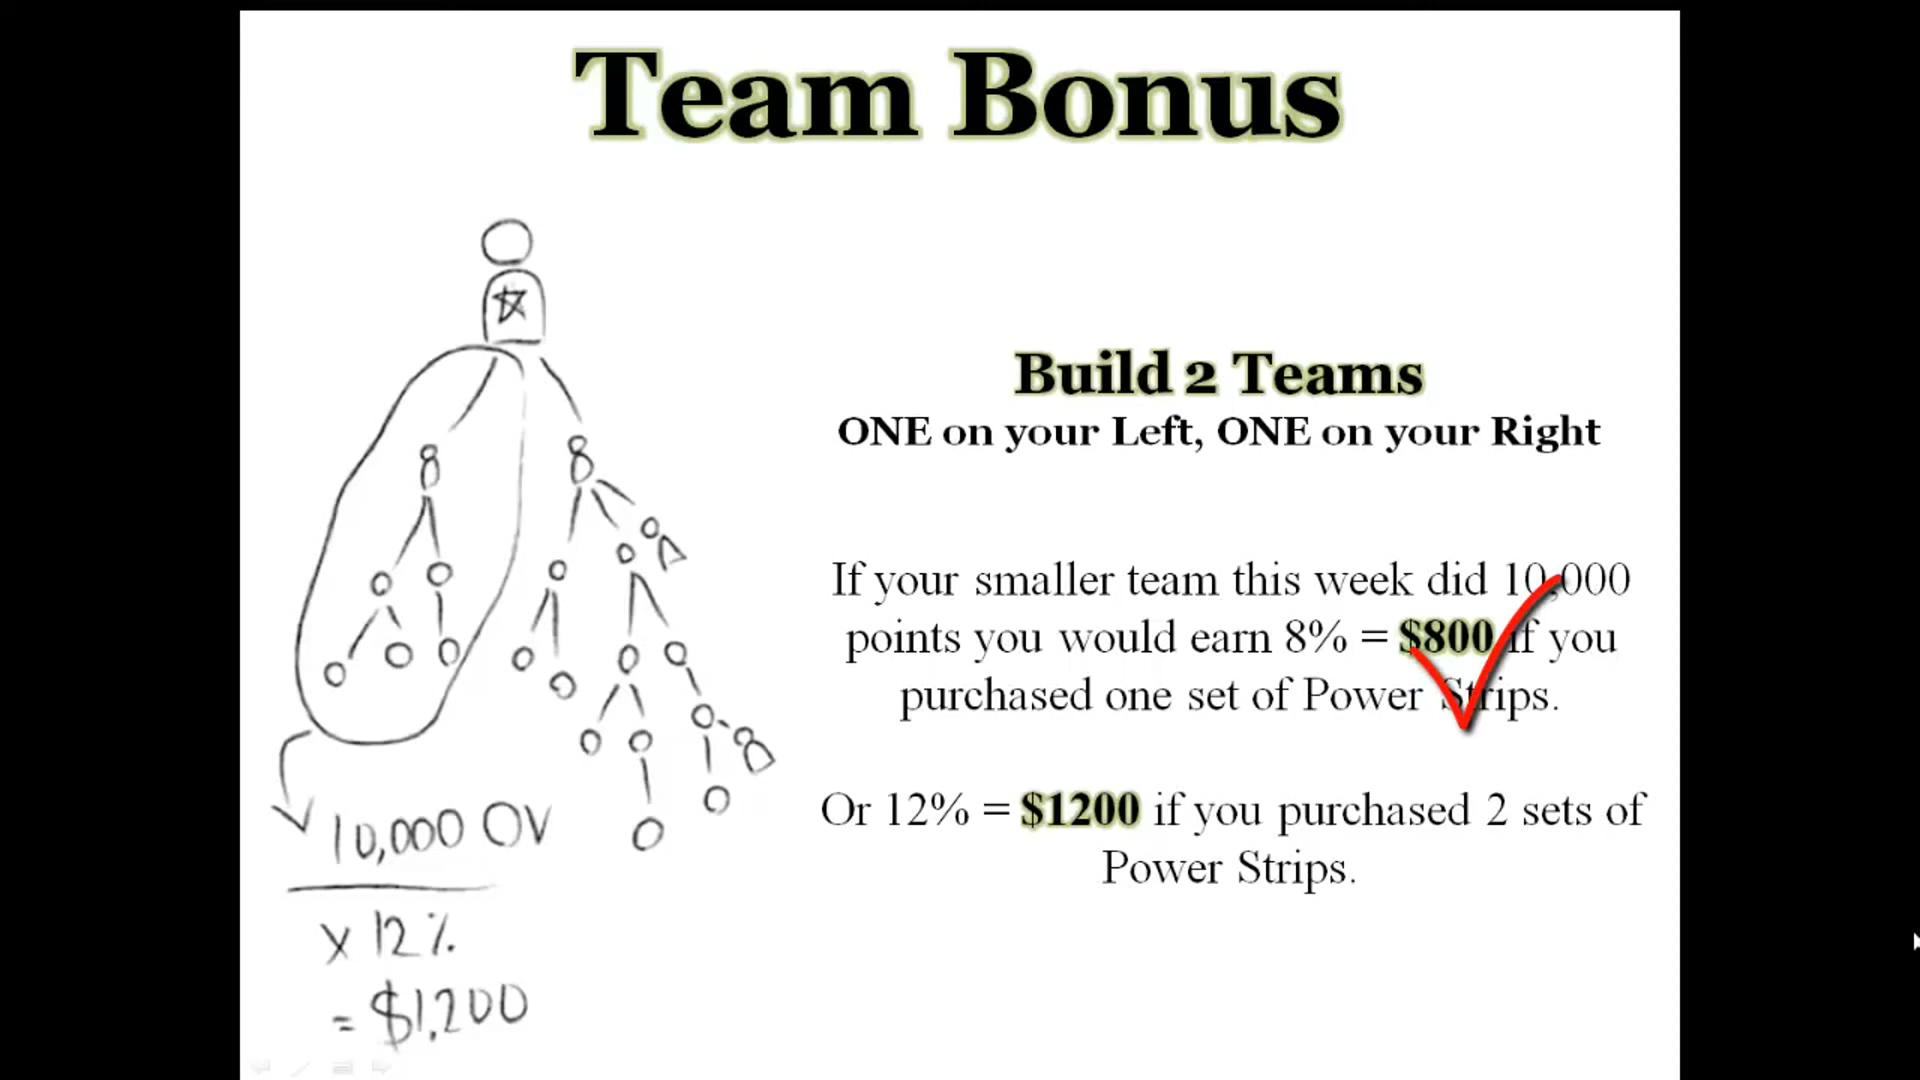 Team Bonus
Build 2 Teams
ONE on your Left, ONE on your Right
If your smaller team this week did 10,000
points you would earn 8% = $800 if you
purchased one set of Power Strips.
Or 12% = $1200 if you purchased 2 sets of
Power Strips.
10,000 OV
x 12%
= $1,200